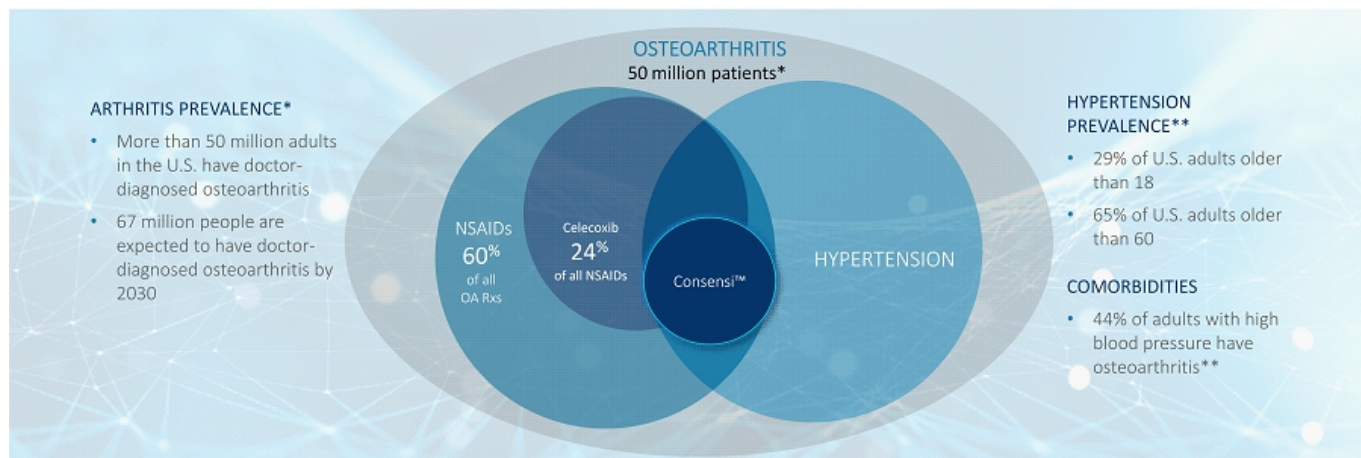 OSTEOARTHRITIS
50 million patients*
ARTHRITIS PREVALENCE*
• More than 50 million adults
in the U.S. have doctor-
diagnosed osteoarthritis
• 67 million people are
expected to have doctor-
diagnosed osteoarthritis by
2030
NSAIDs
60%
of all
OA Rxs
Celecoxib
24%
of all NSAIDs
Consensi™
HYPERTENSION
HYPERTENSION
PREVALENCE**
• 29% of U.S. adults older
than 18
• 65% of U.S. adults older
than 60
COMORBIDITIES
• 44% of adults with high
blood pressure have
osteoarthritis**